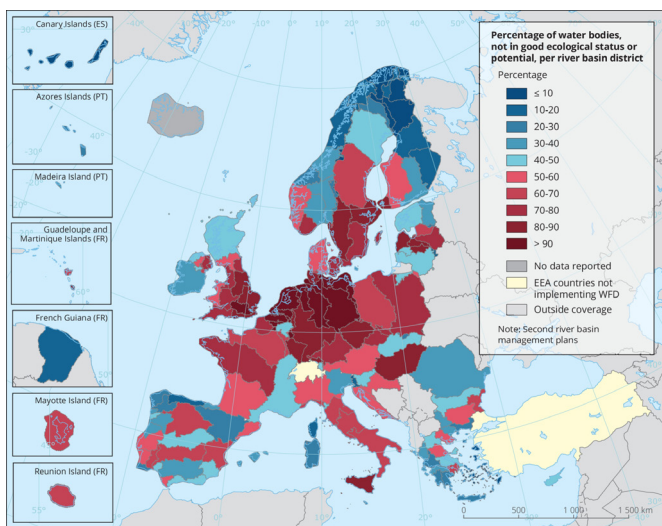 Canary Islands (ES)
Azores Islands (PT)
Madeira Island (PT)
Guadeloupe and
Martinique Islands (FR)
French Guiana (FR)
Mayotte Island (FR)
Reunion Island (FR)
Percentage of water bodies,
not in good ecological status or
potential, per river basin district
Percentage
≤ 10
10-20
20-30
30-40
40-50
50-60
60-70
70-80
80-90
> 90
No data reported
EEA countries not
implementing WFD
Outside coverage
Note: Second river basin
management plans
0 500 1 000 1 500 km